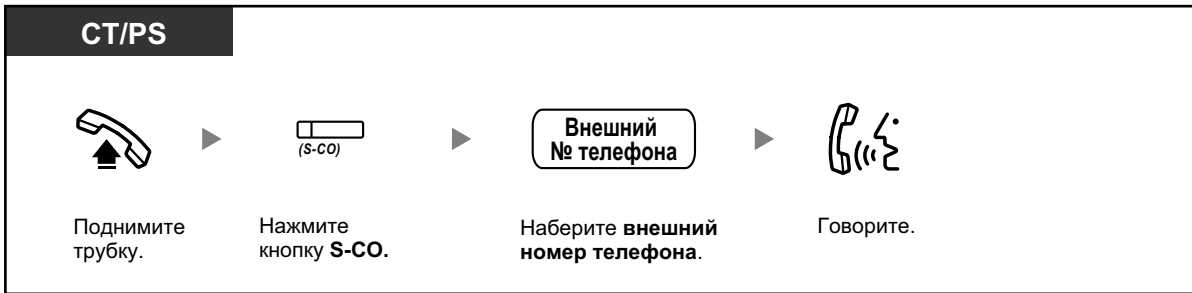 CT/PS
(S-CO)
Внешний
№ телефона
Поднимите
трубку.
Нажмите
кнопку S-CO.
Наберите внешний
номер телефона.
Говорите.